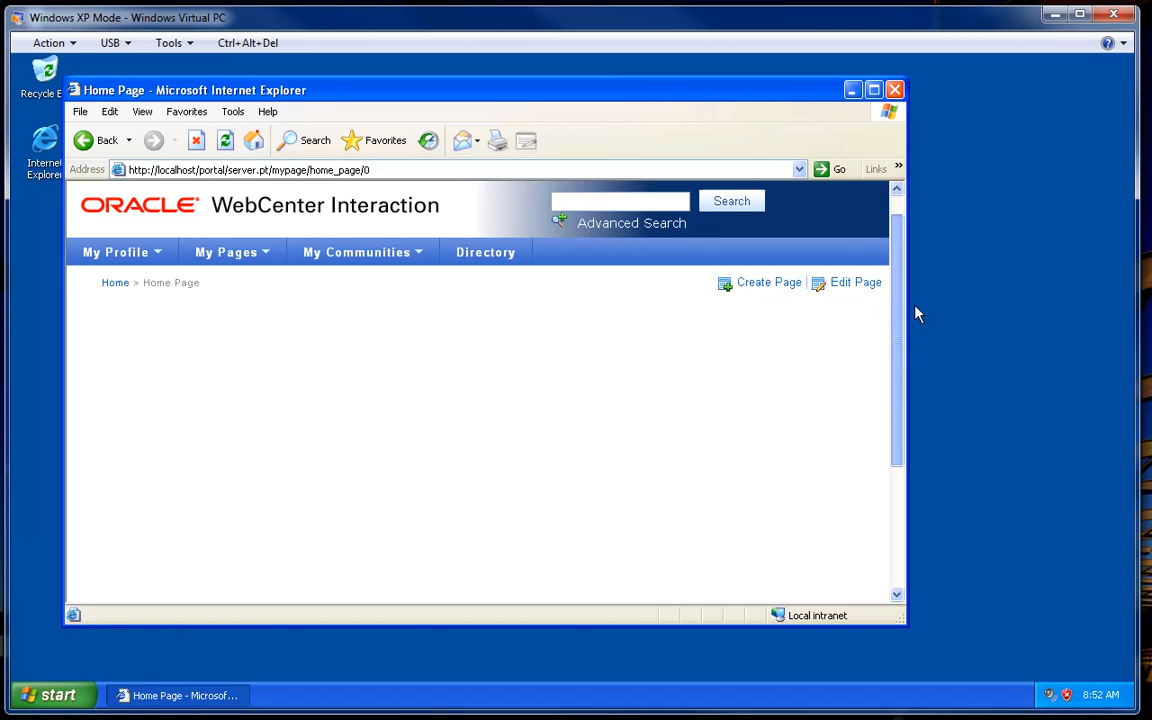 Windows XP Mode - Windows Virtual PC
Action USB Tools Ctrl+Alt+Del
Recycle B
Internet
Explorer
Home Page - Microsoft Internet Explorer
File Edit View Favorites Tools Help
Back Search Favorites
Address http://localhost/portal/server.pt/mypage/home_page/0 Go Links »
ORACLE WebCenter Interaction Search
Advanced Search
My Profile My Pages My Communities Directory
Home » Home Page Create Page | Edit Page
Local intranet
start Home Page - Microsof... 8:52 AM